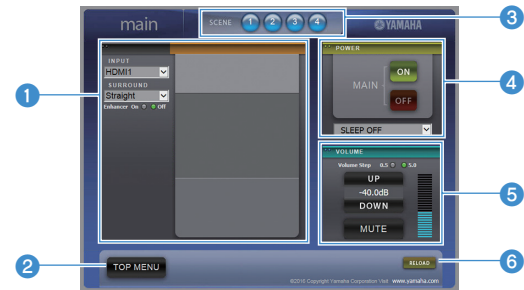 main
SCENE 1 2 3 4
YAMAHA
3
1
INPUT
HDMI1
SURROUND
Straight
Enhancer On Off
POWER
MAIN
ON
OFF
SLEEP OFF
4
VOLUME
Volume Step 0.5 5.0
UP
-40.0dB
DOWN
MUTE
5
2
TOP MENU
RELOAD
6
©2016 Copyright Yamaha Corporation Visit www.yamaha.com